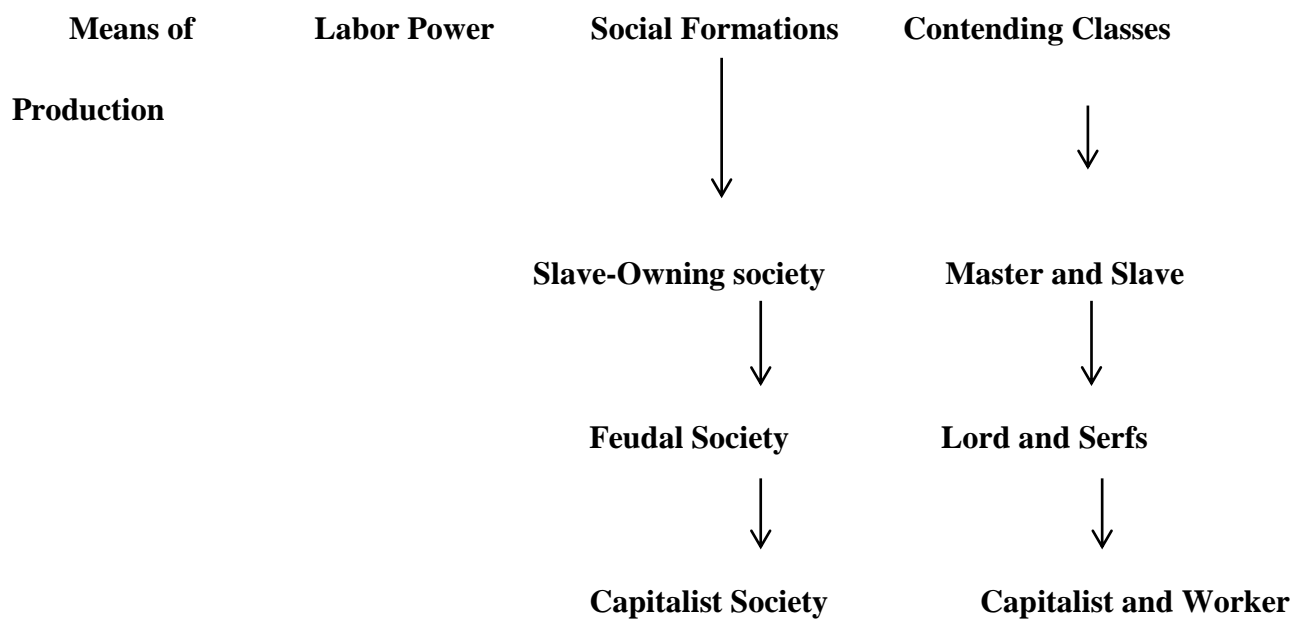 Means of Labor Power Social Formations Contending Classes
Production
Slave-Owning society Master and Slave
Feudal Society Lord and Serfs
Capitalist Society Capitalist and Worker